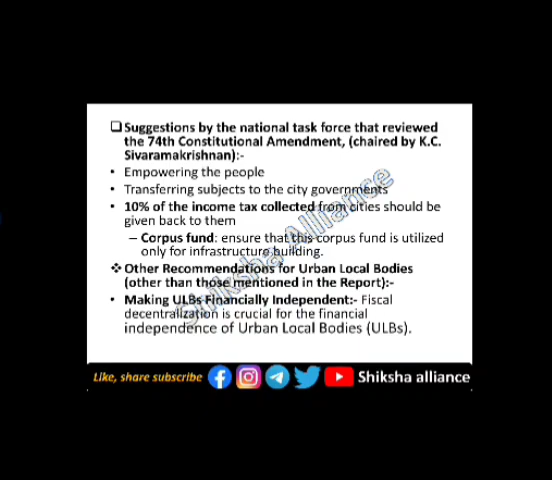 ❑ Suggestions by the national task force that reviewed
the 74th Constitutional Amendment, (chaired by K.C.
Sivaramakrishnan):-
• Empowering the people
• Transferring subjects to the city governments
• 10% of the income tax collected from cities should be
given back to them
– Corpus fund: ensure that this corpus fund is utilized
only for infrastructure building.
❖ Other Recommendations for Urban Local Bodies
(other than those mentioned in the Report):-
• Making ULBs Financially Independent:- Fiscal
decentralization is crucial for the financial
independence of Urban Local Bodies (ULBs).
Shiksha Alliance
Like, share subscribe Shiksha alliance